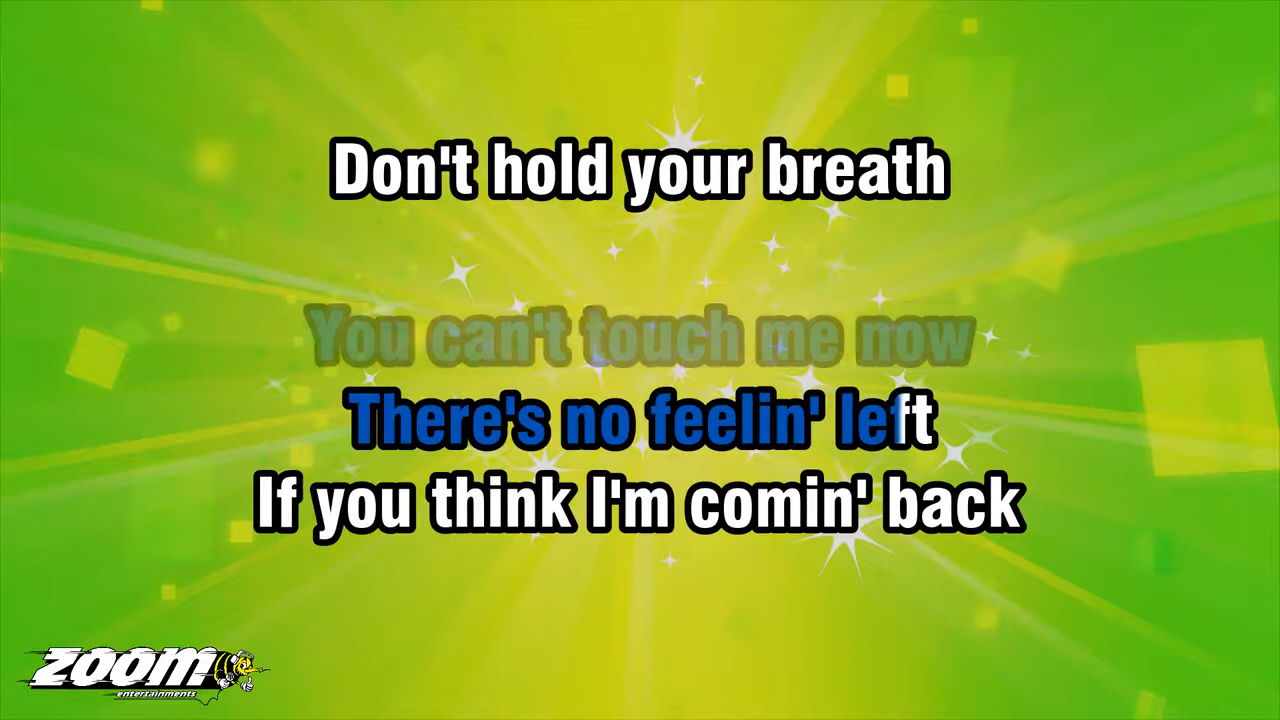 Don't hold your breath
You can't touch me now
There's no feelin' left
If you think I'm comin' back
ZOOM
entertainments